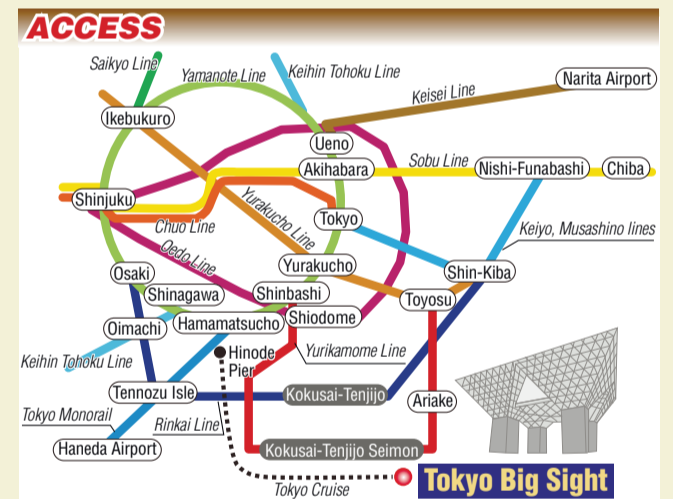 ACCESS
Saikyo Line
Yamanote Line
Keihin Tohoku Line
Keisei Line
Narita Airport
Ikebukuro
Ueno
Akihabara
Sobu Line
Nishi-Funabashi
Chiba
Shinjuku
Chuo Line
Yurakucho Line
Tokyo
Keiyo, Musashino lines
Oedo Line
Yurakucho
Shin-Kiba
Osaki
Shinagawa
Shinbashi
Toyosu
Oimachi
Hamamatsucho
Shiodome
Keihin Tohoku Line
Hinode
Pier
Yurikamome Line
Tennozu Isle
Kokusai-Tenjijo
Ariake
Tokyo Monorail
Rinkai Line
Haneda Airport
Kokusai-Tenjijo Seimon
Tokyo Cruise
Tokyo Big Sight